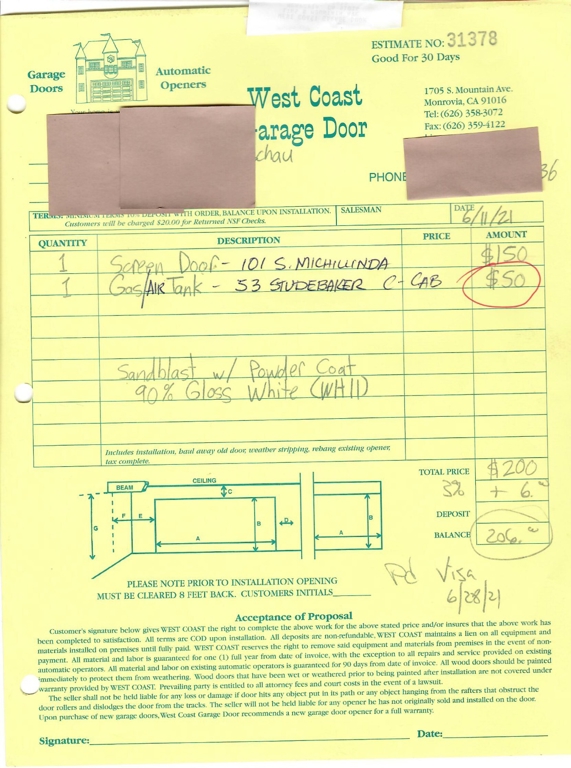 ESTIMATE NO: 31378
Good For 30 Days
Garage Doors
Automatic Openers
West Coast
arage Door
1705 S. Mountain Ave.
Monrovia, CA 91016
Tel: (626) 358-3072
Fax: (626) 359-4122
chau
PHONE
36
TERMS: MINIMUM TERMS 10% DEPOSIT WITH ORDER, BALANCE UPON INSTALLATION.
Customers will be charged $20.00 for Returned NSF Checks.
SALESMAN
DATE 6/11/21
QUANTITY DESCRIPTION PRICE AMOUNT
1 Screen Door - 101 S. MICHILLINDA $150
1 Gas/AIR Tank - 53 STUDEBAKER C-CAB $50
Sandblast w/ Powder Coat
90% Gloss White (WH11)
Includes installation, haul away old door, weather stripping, rehang existing opener,
tax complete.
TOTAL PRICE $200
3% + 6.00
DEPOSIT
BALANCE 206.00
BEAM CEILING
C
F E B D B
G
A A
Pd Visa
6/28/21
PLEASE NOTE PRIOR TO INSTALLATION OPENING
MUST BE CLEARED 8 FEET BACK. CUSTOMERS INITIALS
Acceptance of Proposal
Customer's signature below gives WEST COAST the right to complete the above work for the above stated price and/or insures that the above work has
been completed to satisfaction. All terms are COD upon installation. All deposits are non-refundable, WEST COAST maintains a lien on all equipment and
materials installed on premises until fully paid. WEST COAST reserves the right to remove said equipment and materials from premises in the event of non-
payment. All material and labor is guaranteed for one (1) full year from date of invoice, with the exception to all repairs and service provided on existing
automatic operators. All material and labor on existing automatic operators is guaranteed for 90 days from date of invoice. All wood doors should be painted
immediately to protect them from weathering. Wood doors that have been wet or weathered prior to being painted after installation are not covered under
warranty provided by WEST COAST. Prevailing party is entitled to all attorney fees and court costs in the event of a lawsuit.
The seller shall not be held liable for any loss or damage if door hits any object put in its path or any object hanging from the rafters that obstruct the
door rollers and dislodges the door from the tracks. The seller will not be held liable for any opener he has not originally sold and installed on the door.
Upon purchase of new garage doors, West Coast Garage Door recommends a new garage door opener for a full warranty.
Signature: Date: